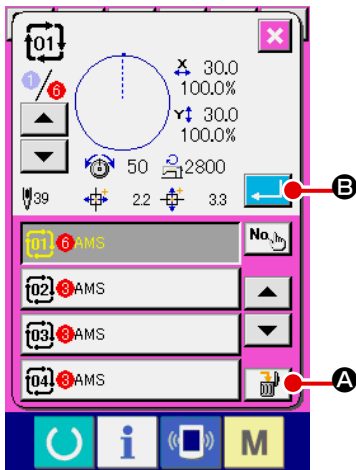 01
X 30.0
1/6 100.0%
Y 30.0
100.0%
50 2800
B
39 2.2 3.3
01 6 AMS No.
02 3 AMS
03 3 AMS
04 3 AMS
A
i M